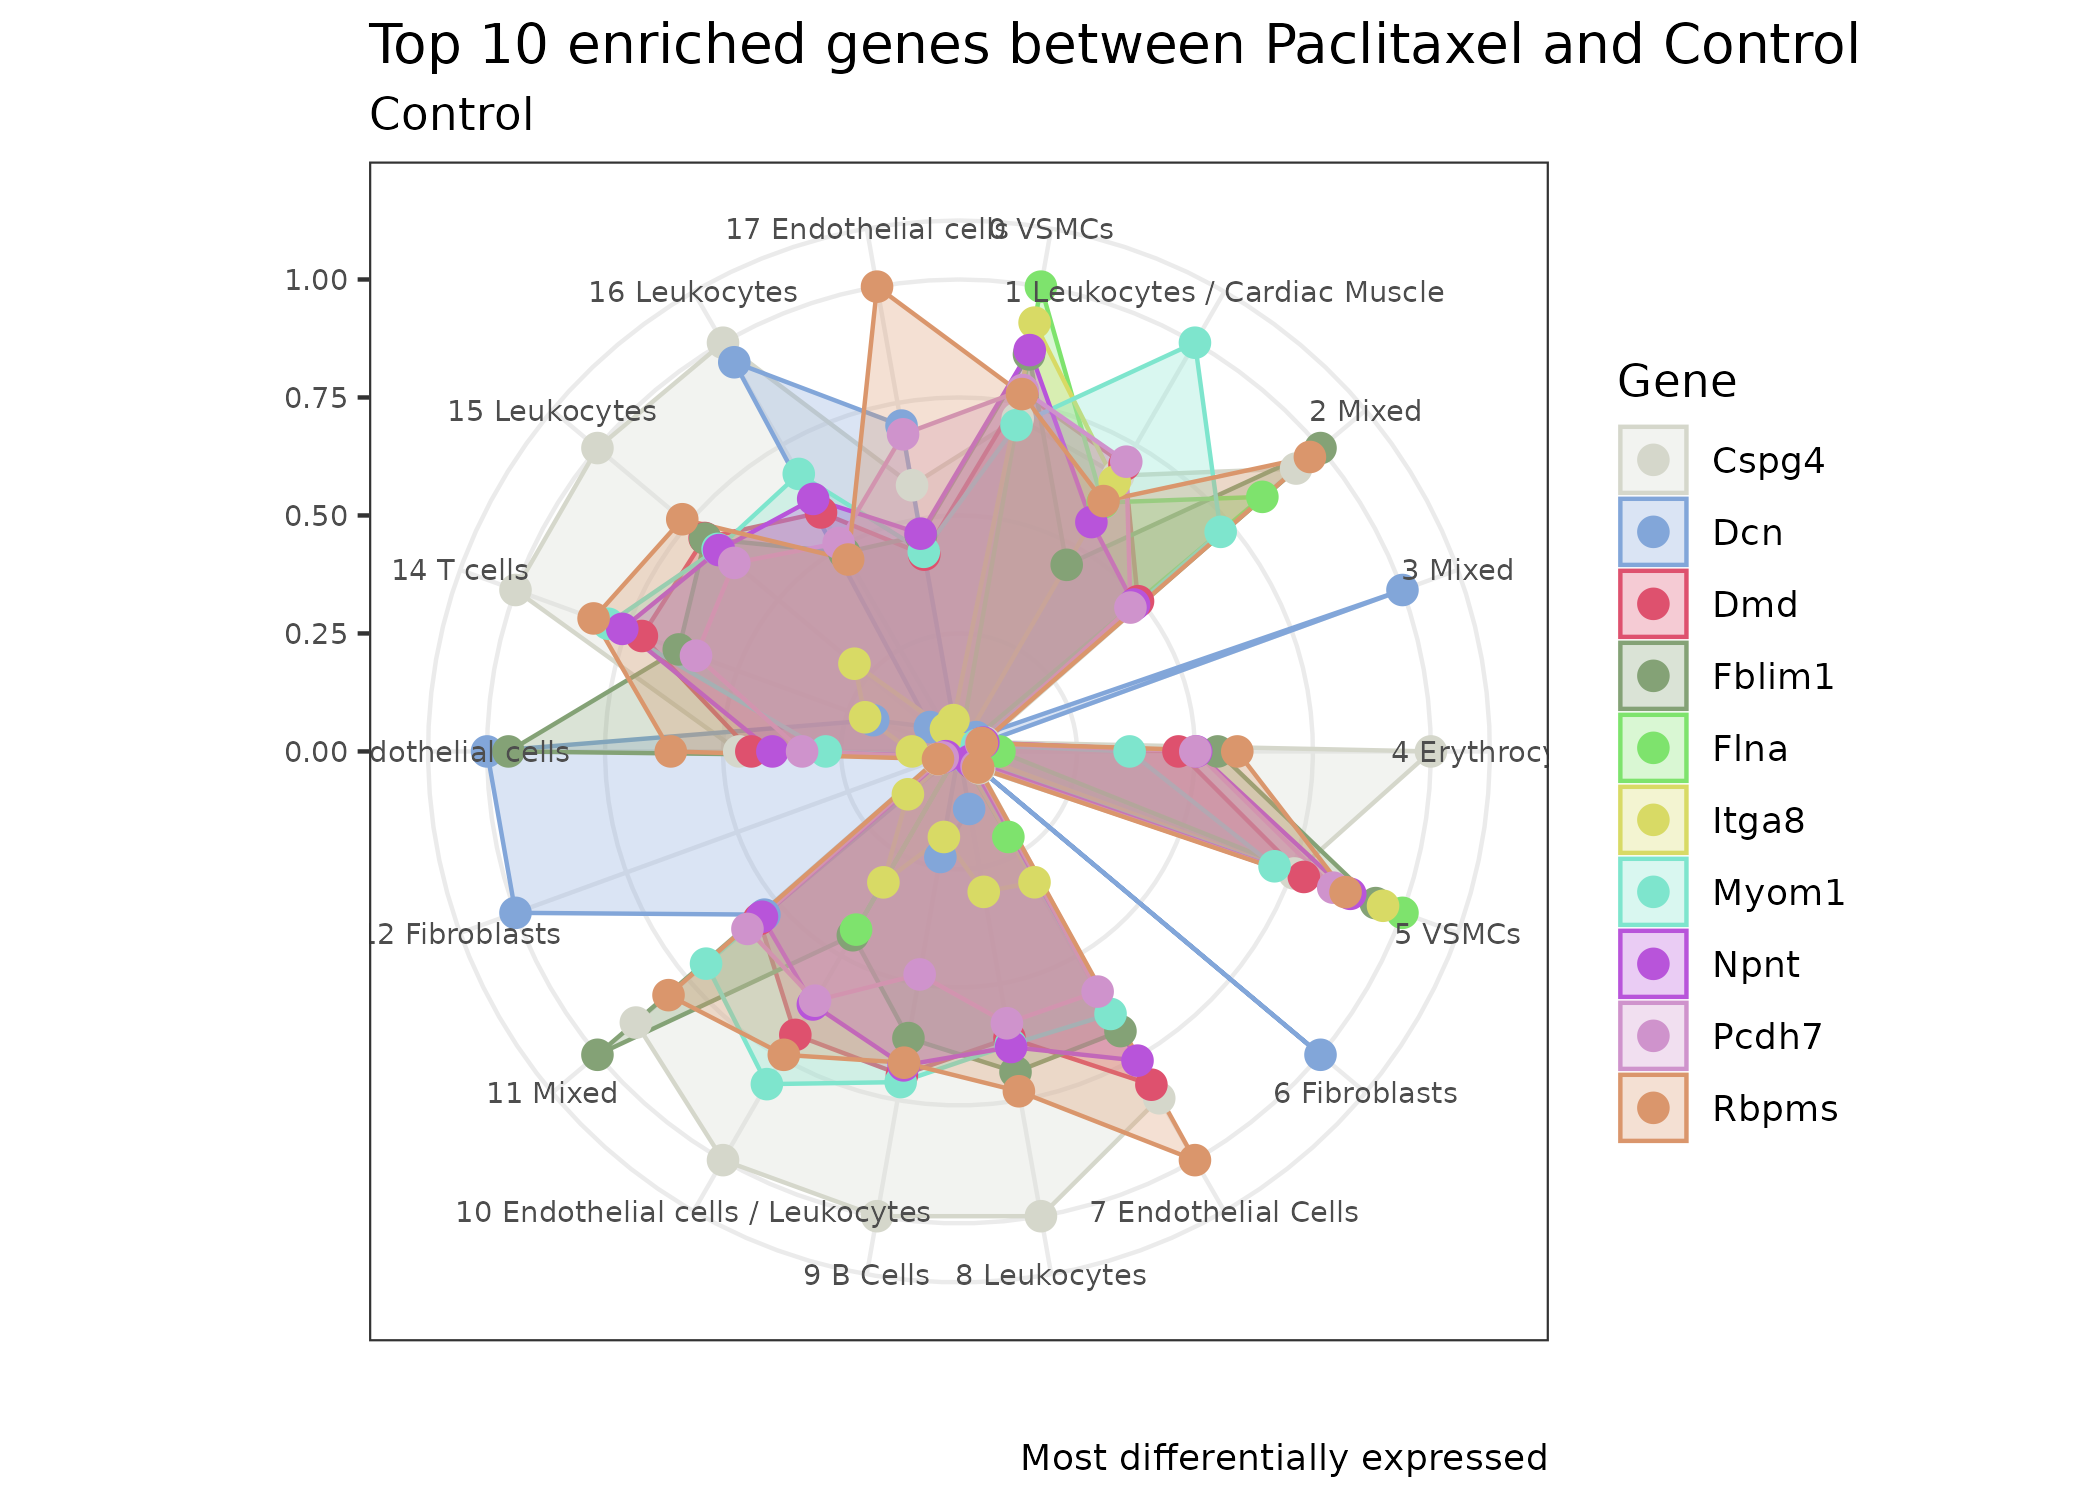 Top 10 enriched genes between Paclitaxel and Control
Control
17 Endothelial cells
0 VSMCs
16 Leukocytes
1 Leukocytes / Cardiac Muscle
15 Leukocytes
2 Mixed
14 T cells
3 Mixed
dothelial cells
4 Erythrocy
12 Fibroblasts
5 VSMCs
11 Mixed
6 Fibroblasts
10 Endothelial cells / Leukocytes
7 Endothelial Cells
9 B Cells
8 Leukocytes
1.00
0.75
0.50
0.25
0.00
Gene
Cspg4
Dcn
Dmd
Fblim1
Flna
Itga8
Myom1
Npnt
Pcdh7
Rbpms
Most differentially expressed